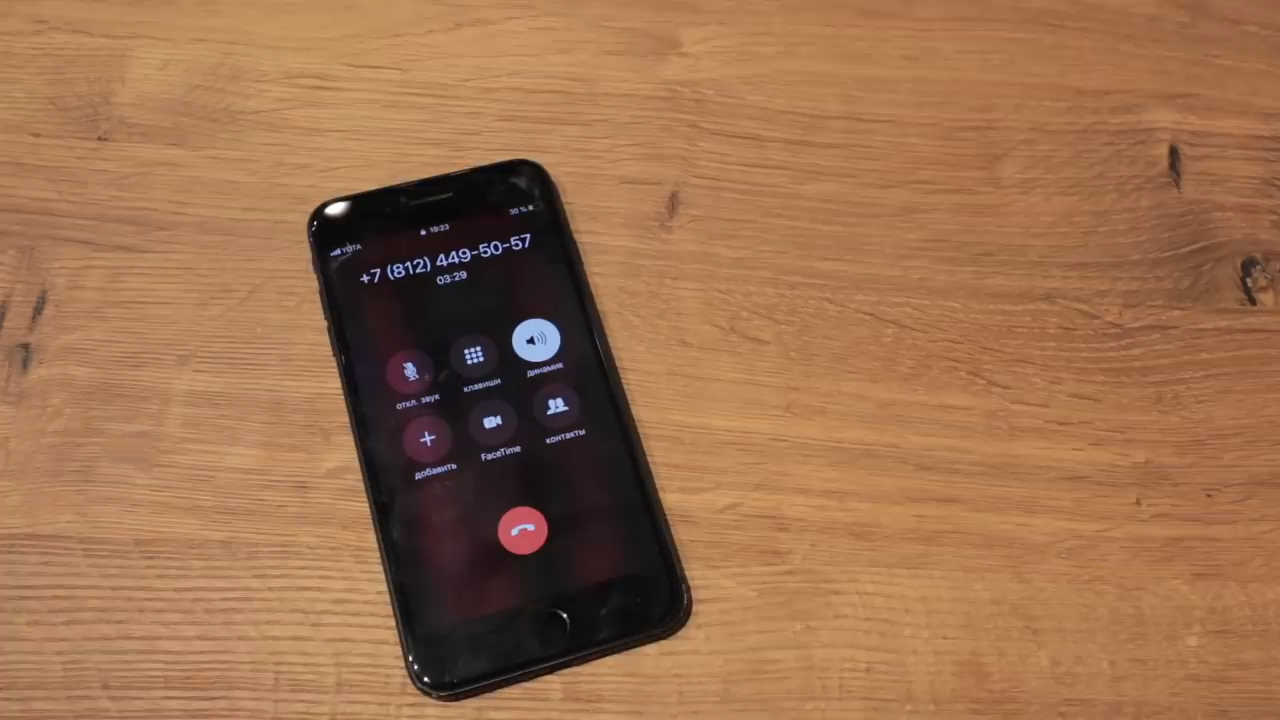 YOTA 19:23 30 %
+7 (812) 449-50-57
03:29
откл. звук клавиши динамик
добавить FaceTime контакты